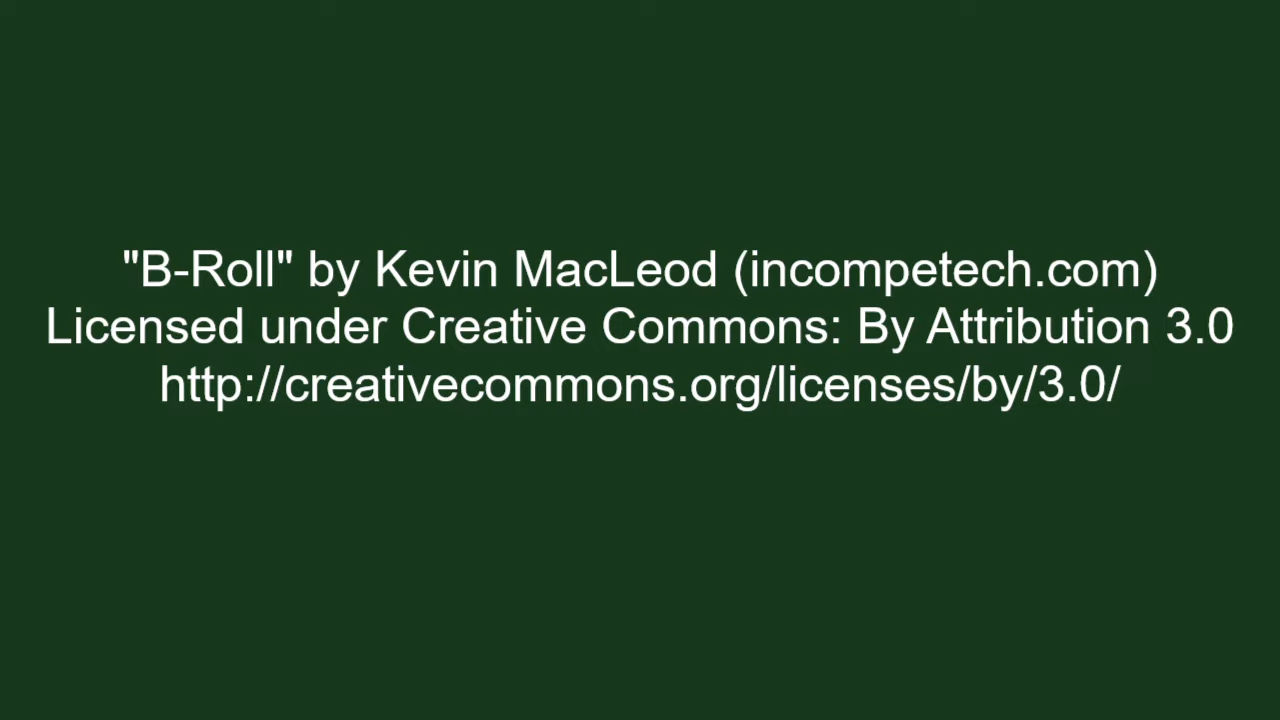 "B-Roll" by Kevin MacLeod (incompetech.com)
Licensed under Creative Commons: By Attribution 3.0
http://creativecommons.org/licenses/by/3.0/